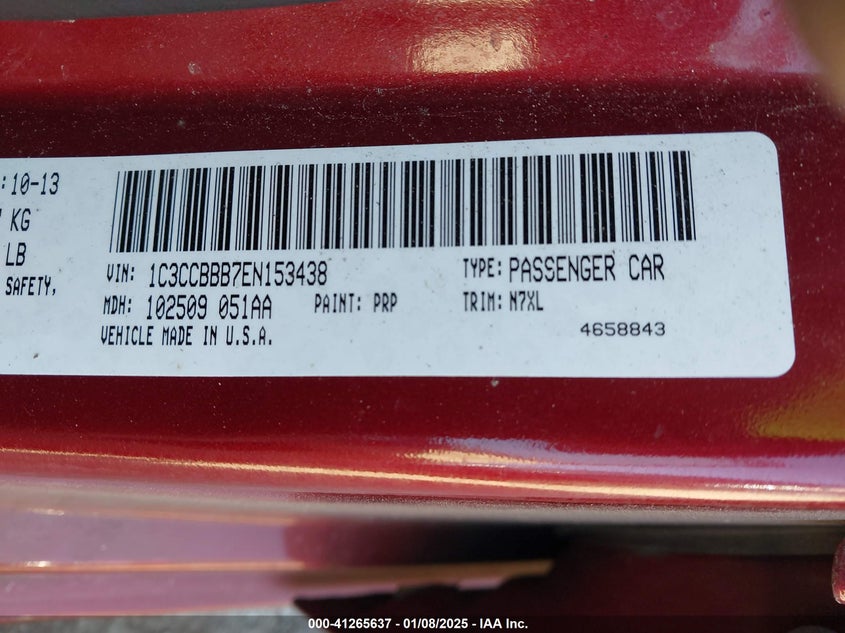 :10-13
KG
LB
SAFETY,
VIN: 1C3CCBBB7EN153438
TYPE: PASSENGER CAR
MDH: 102509 051AA
PAINT: PRP
TRIM: N7XL
VEHICLE MADE IN U.S.A.
4658843
000-41265637 - 01/08/2025 - IAA Inc.